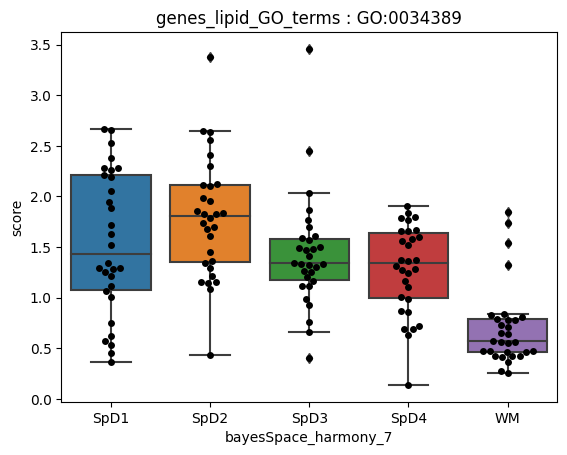 genes_lipid_GO_terms : GO:0034389
3.5
3.0
2.5
2.0
1.5
1.0
0.5
0.0
score
SpD1 SpD2 SpD3 SpD4 WM
bayesSpace_harmony_7